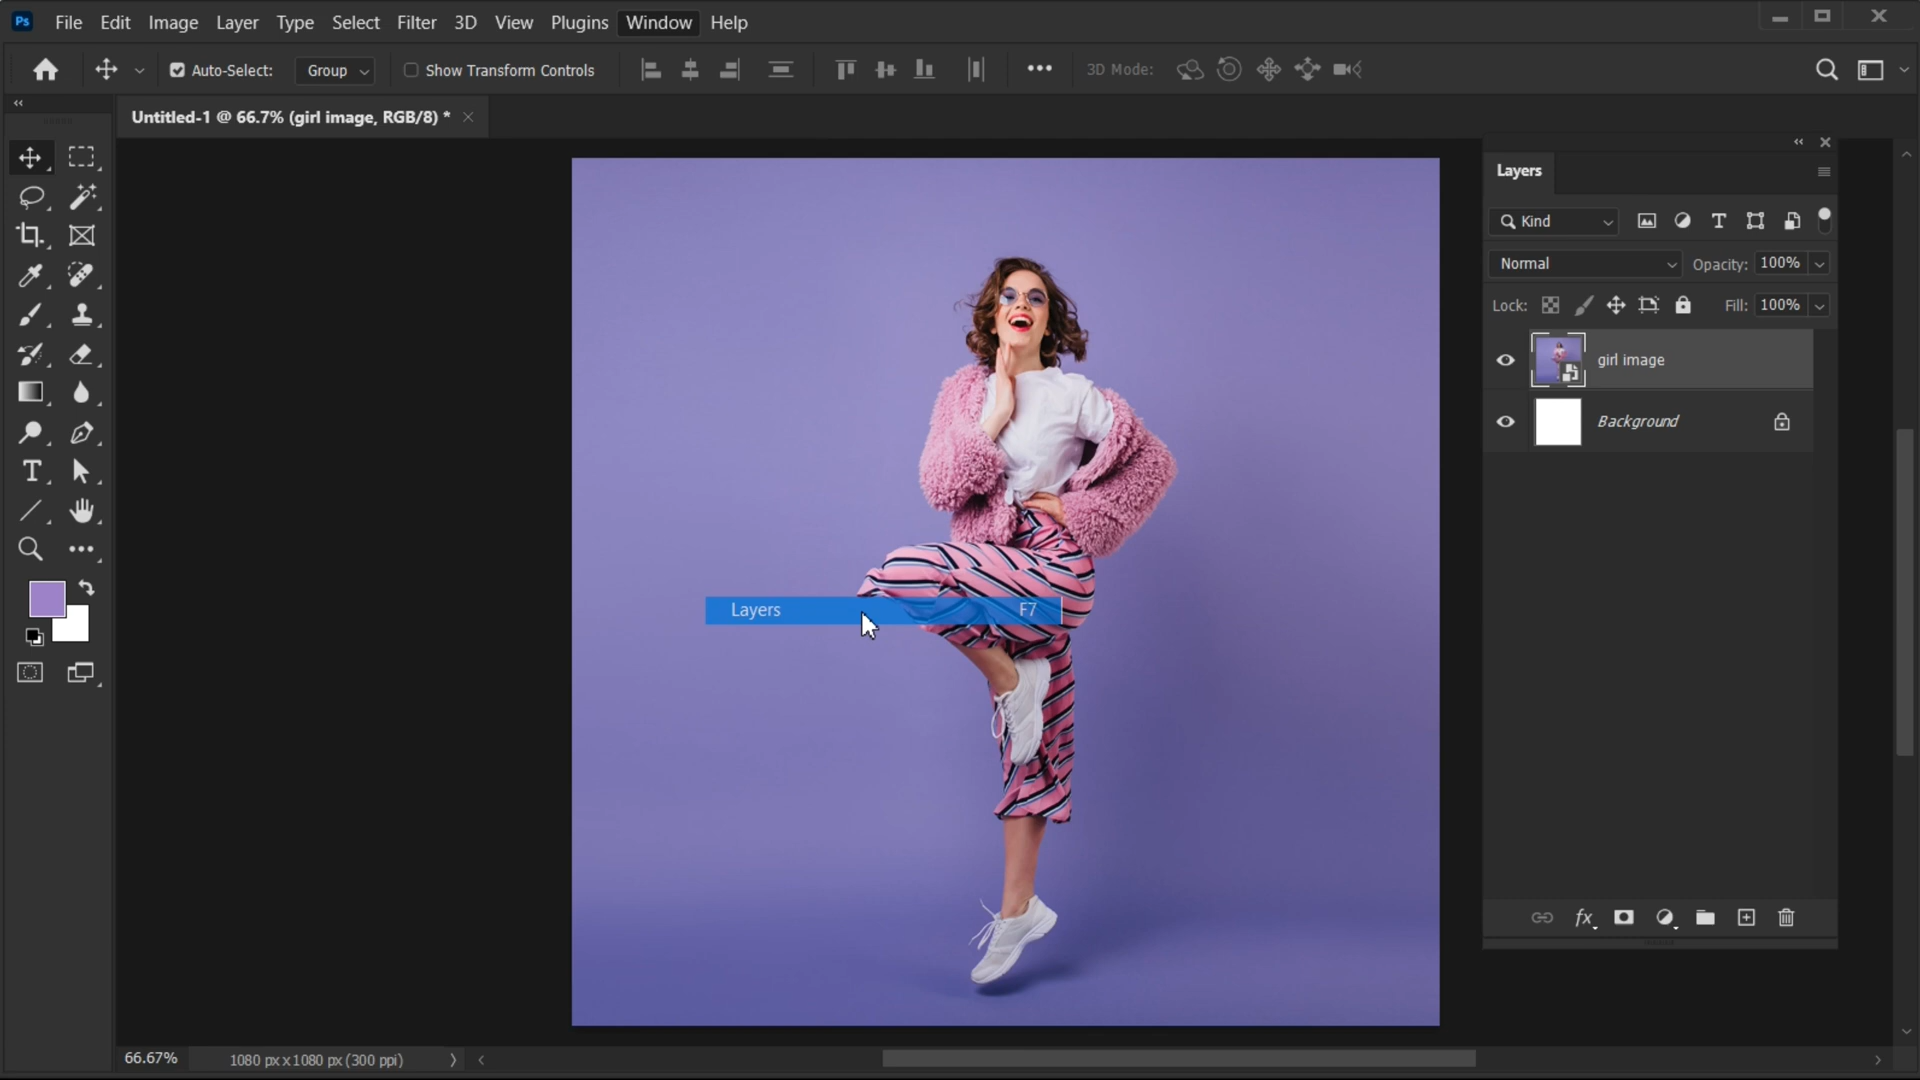 Ps File Edit Image Layer Type Select Filter 3D View Plugins Window Help
Auto-Select: Group Show Transform Controls 3D Mode:
Untitled-1 @ 66.7% (girl image, RGB/8) *
Layers
Kind
Normal Opacity: 100%
Lock: Fill: 100%
girl image
Background
Layers F7
fx
66.67% 1080 px x 1080 px (300 ppi)